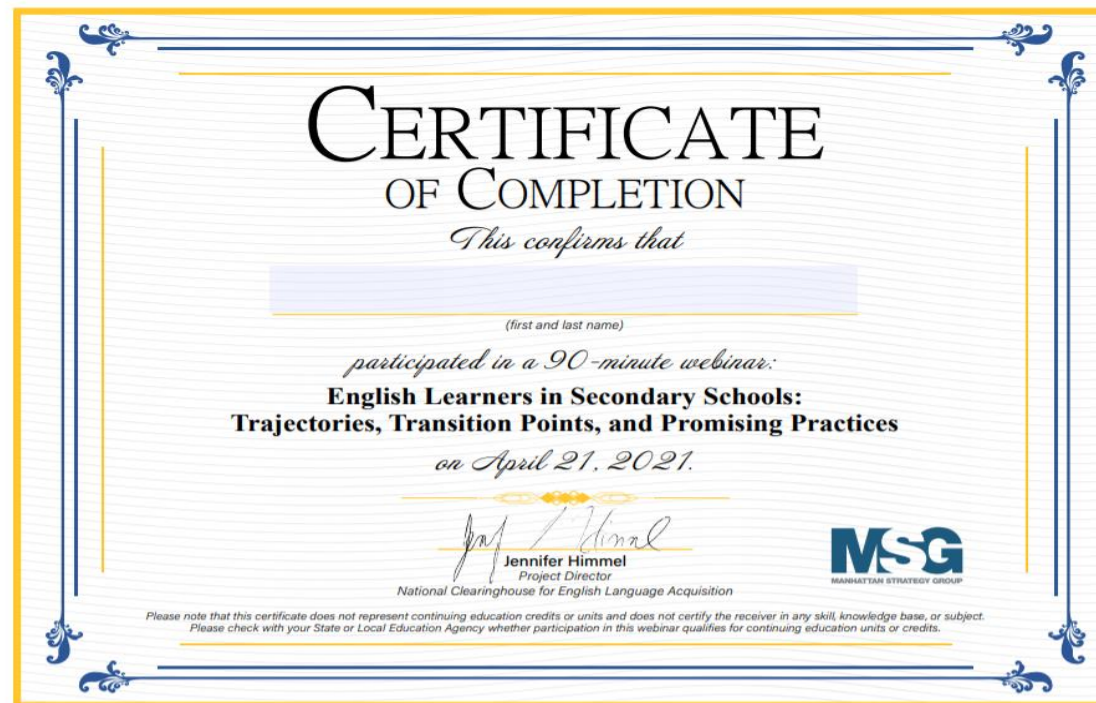 CERTIFICATE
OF COMPLETION
This confirms that
(first and last name)
participated in a 90-minute webinar:
English Learners in Secondary Schools:
Trajectories, Transition Points, and Promising Practices
on April 21, 2021.
Jennifer Himmel
Project Director
National Clearinghouse for English Language Acquisition
MSG
MANHATTAN STRATEGY GROUP
Please note that this certificate does not represent continuing education credits or units and does not certify the receiver in any skill, knowledge base, or subject.
Please check with your State or Local Education Agency whether participation in this webinar qualifies for continuing education units or credits.